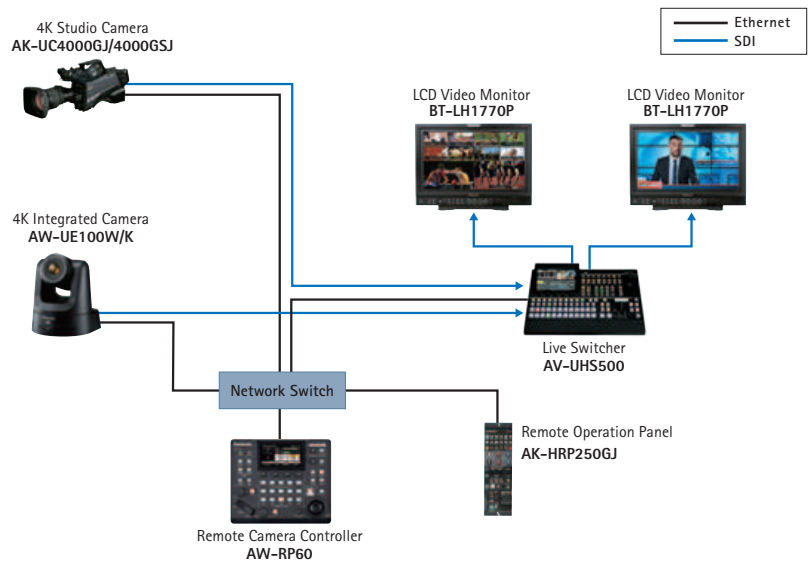 4K Studio Camera
AK-UC4000GJ/4000GSJ
Ethernet
SDI
LCD Video Monitor
BT-LH1770P
LCD Video Monitor
BT-LH1770P
4K Integrated Camera
AW-UE100W/K
Live Switcher
AV-UHS500
Network Switch
Remote Operation Panel
AK-HRP250GJ
Remote Camera Controller
AW-RP60